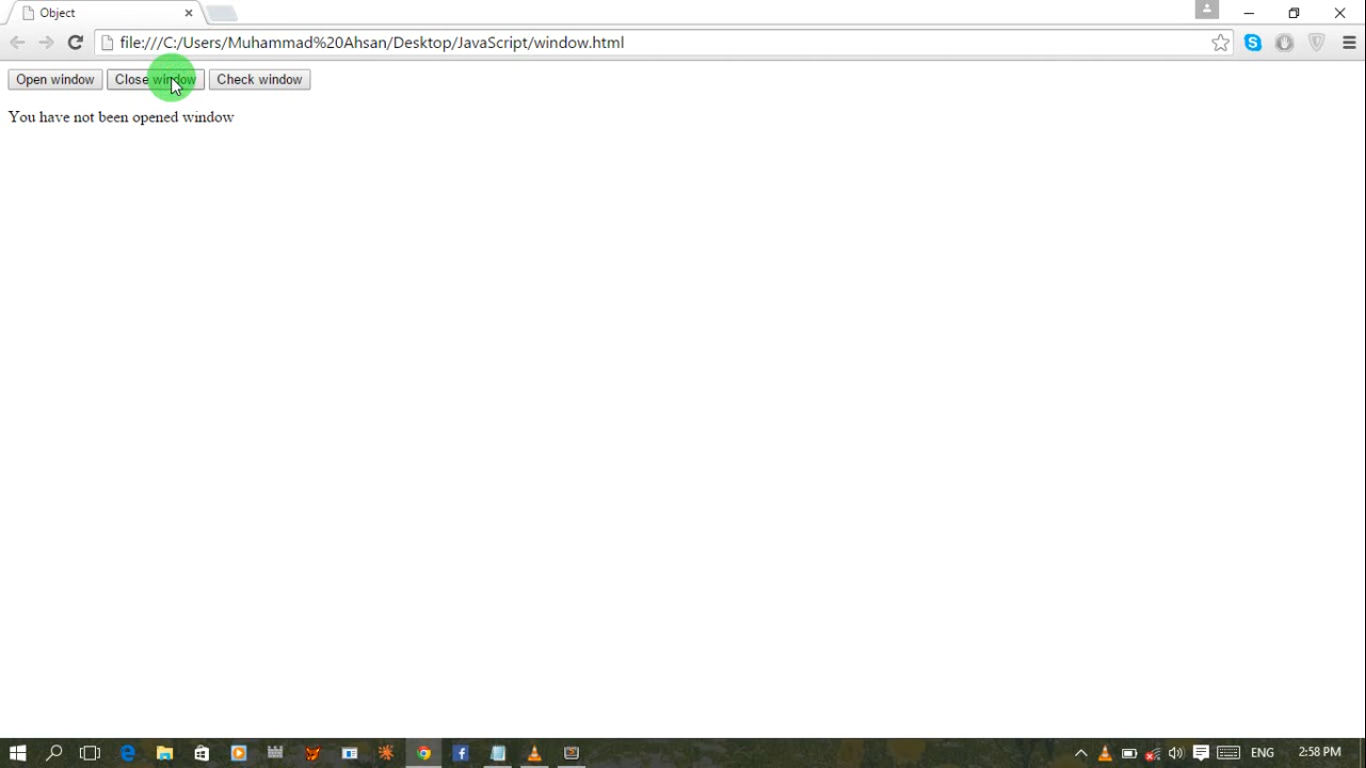 Object
file:///C:/Users/Muhammad%20Ahsan/Desktop/JavaScript/window.html
Open window Close window Check window
You have not been opened window
ENG 2:58 PM